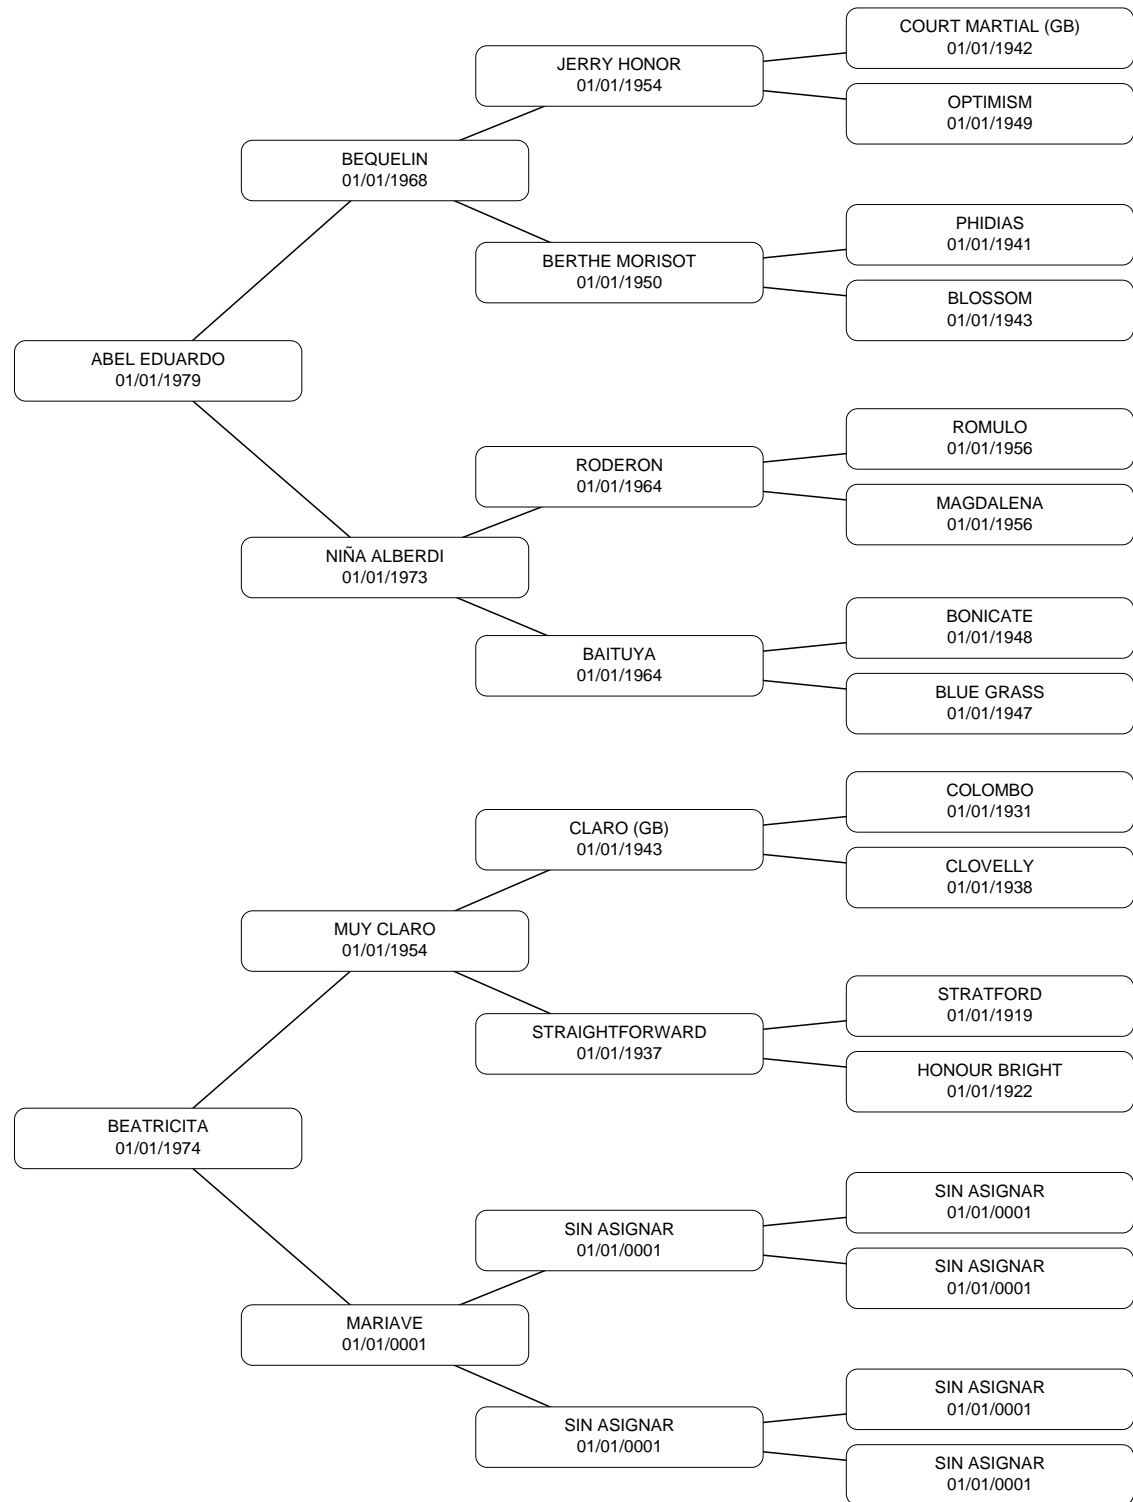 COURT MARTIAL (GB)
01/01/1942
JERRY HONOR
01/01/1954
OPTIMISM
01/01/1949
BEQUELIN
01/01/1968
PHIDIAS
01/01/1941
BERTHE MORISOT
01/01/1950
BLOSSOM
01/01/1943
ABEL EDUARDO
01/01/1979
ROMULO
01/01/1956
RODERON
01/01/1964
MAGDALENA
01/01/1956
NIÑA ALBERDI
01/01/1973
BONICATE
01/01/1948
BAITUYA
01/01/1964
BLUE GRASS
01/01/1947
COLOMBO
01/01/1931
CLARO (GB)
01/01/1943
CLOVELLY
01/01/1938
MUY CLARO
01/01/1954
STRATFORD
01/01/1919
STRAIGHTFORWARD
01/01/1937
HONOUR BRIGHT
01/01/1922
BEATRICITA
01/01/1974
SIN ASIGNAR
01/01/0001
SIN ASIGNAR
01/01/0001
SIN ASIGNAR
01/01/0001
MARIAVE
01/01/0001
SIN ASIGNAR
01/01/0001
SIN ASIGNAR
01/01/0001
SIN ASIGNAR
01/01/0001